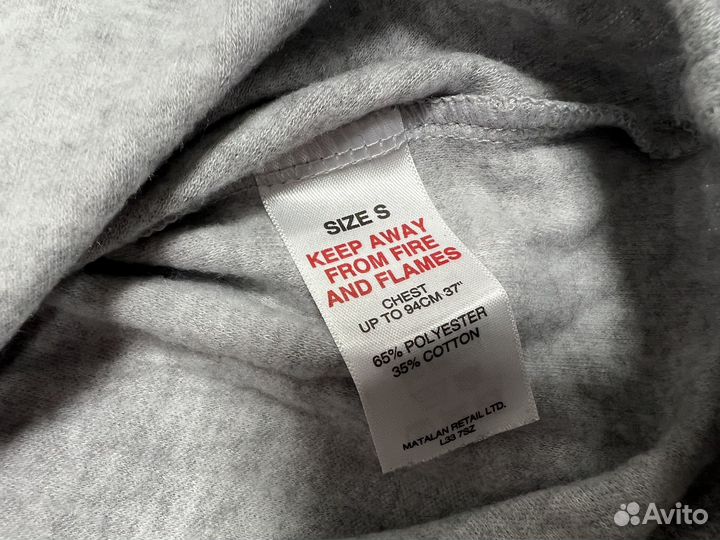 SIZE S
KEEP AWAY
FROM FIRE
AND FLAMES
CHEST
UP TO 94CM 37"
65% POLYESTER
35% COTTON
MATALAN RETAIL LTD.
L33 7SZ
Avito